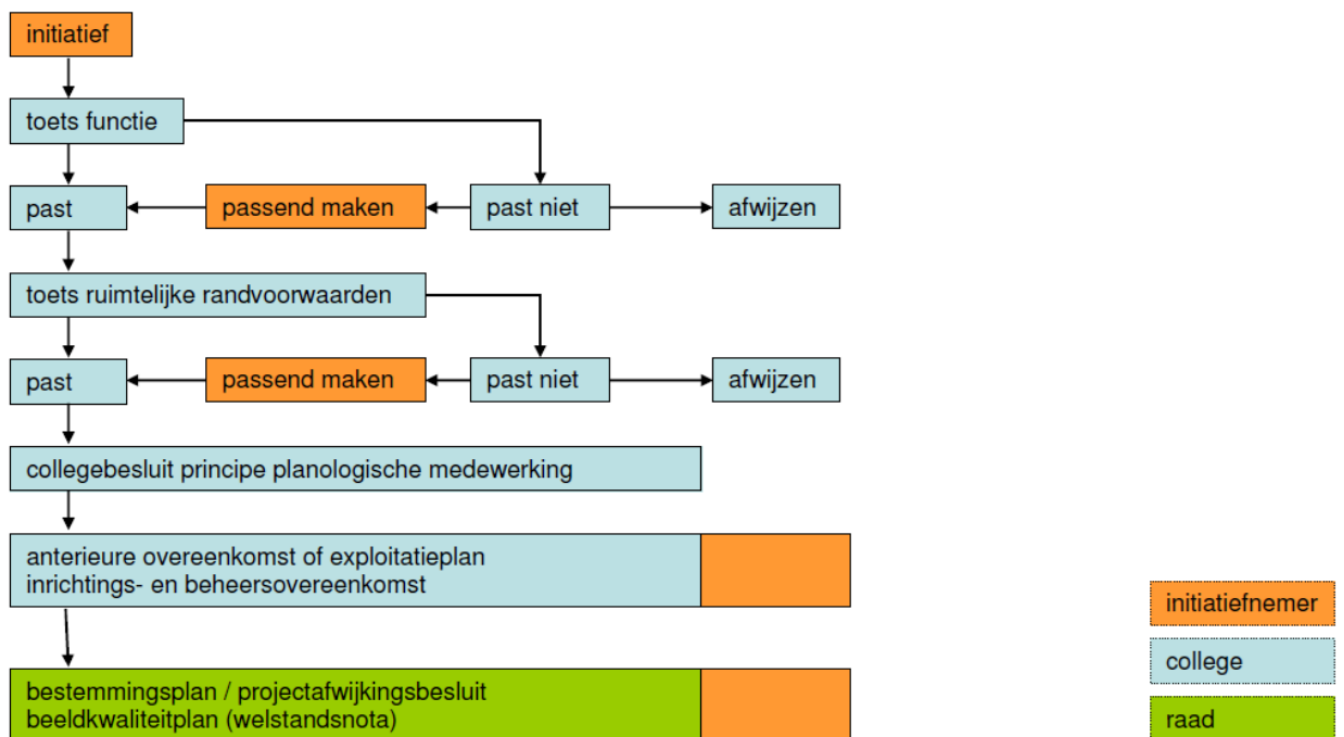 initiatief
toets functie
past
passend maken
past niet
afwijzen
toets ruimtelijke randvoorwaarden
past
passend maken
past niet
afwijzen
collegebesluit principe planologische medewerking
anterieure overeenkomst of exploitatieplan
inrichtings- en beheersovereenkomst
bestemmingsplan / projectafwijkingsbesluit
beeldkwaliteitplan (welstandsnota)
initiatiefnemer
college
raad